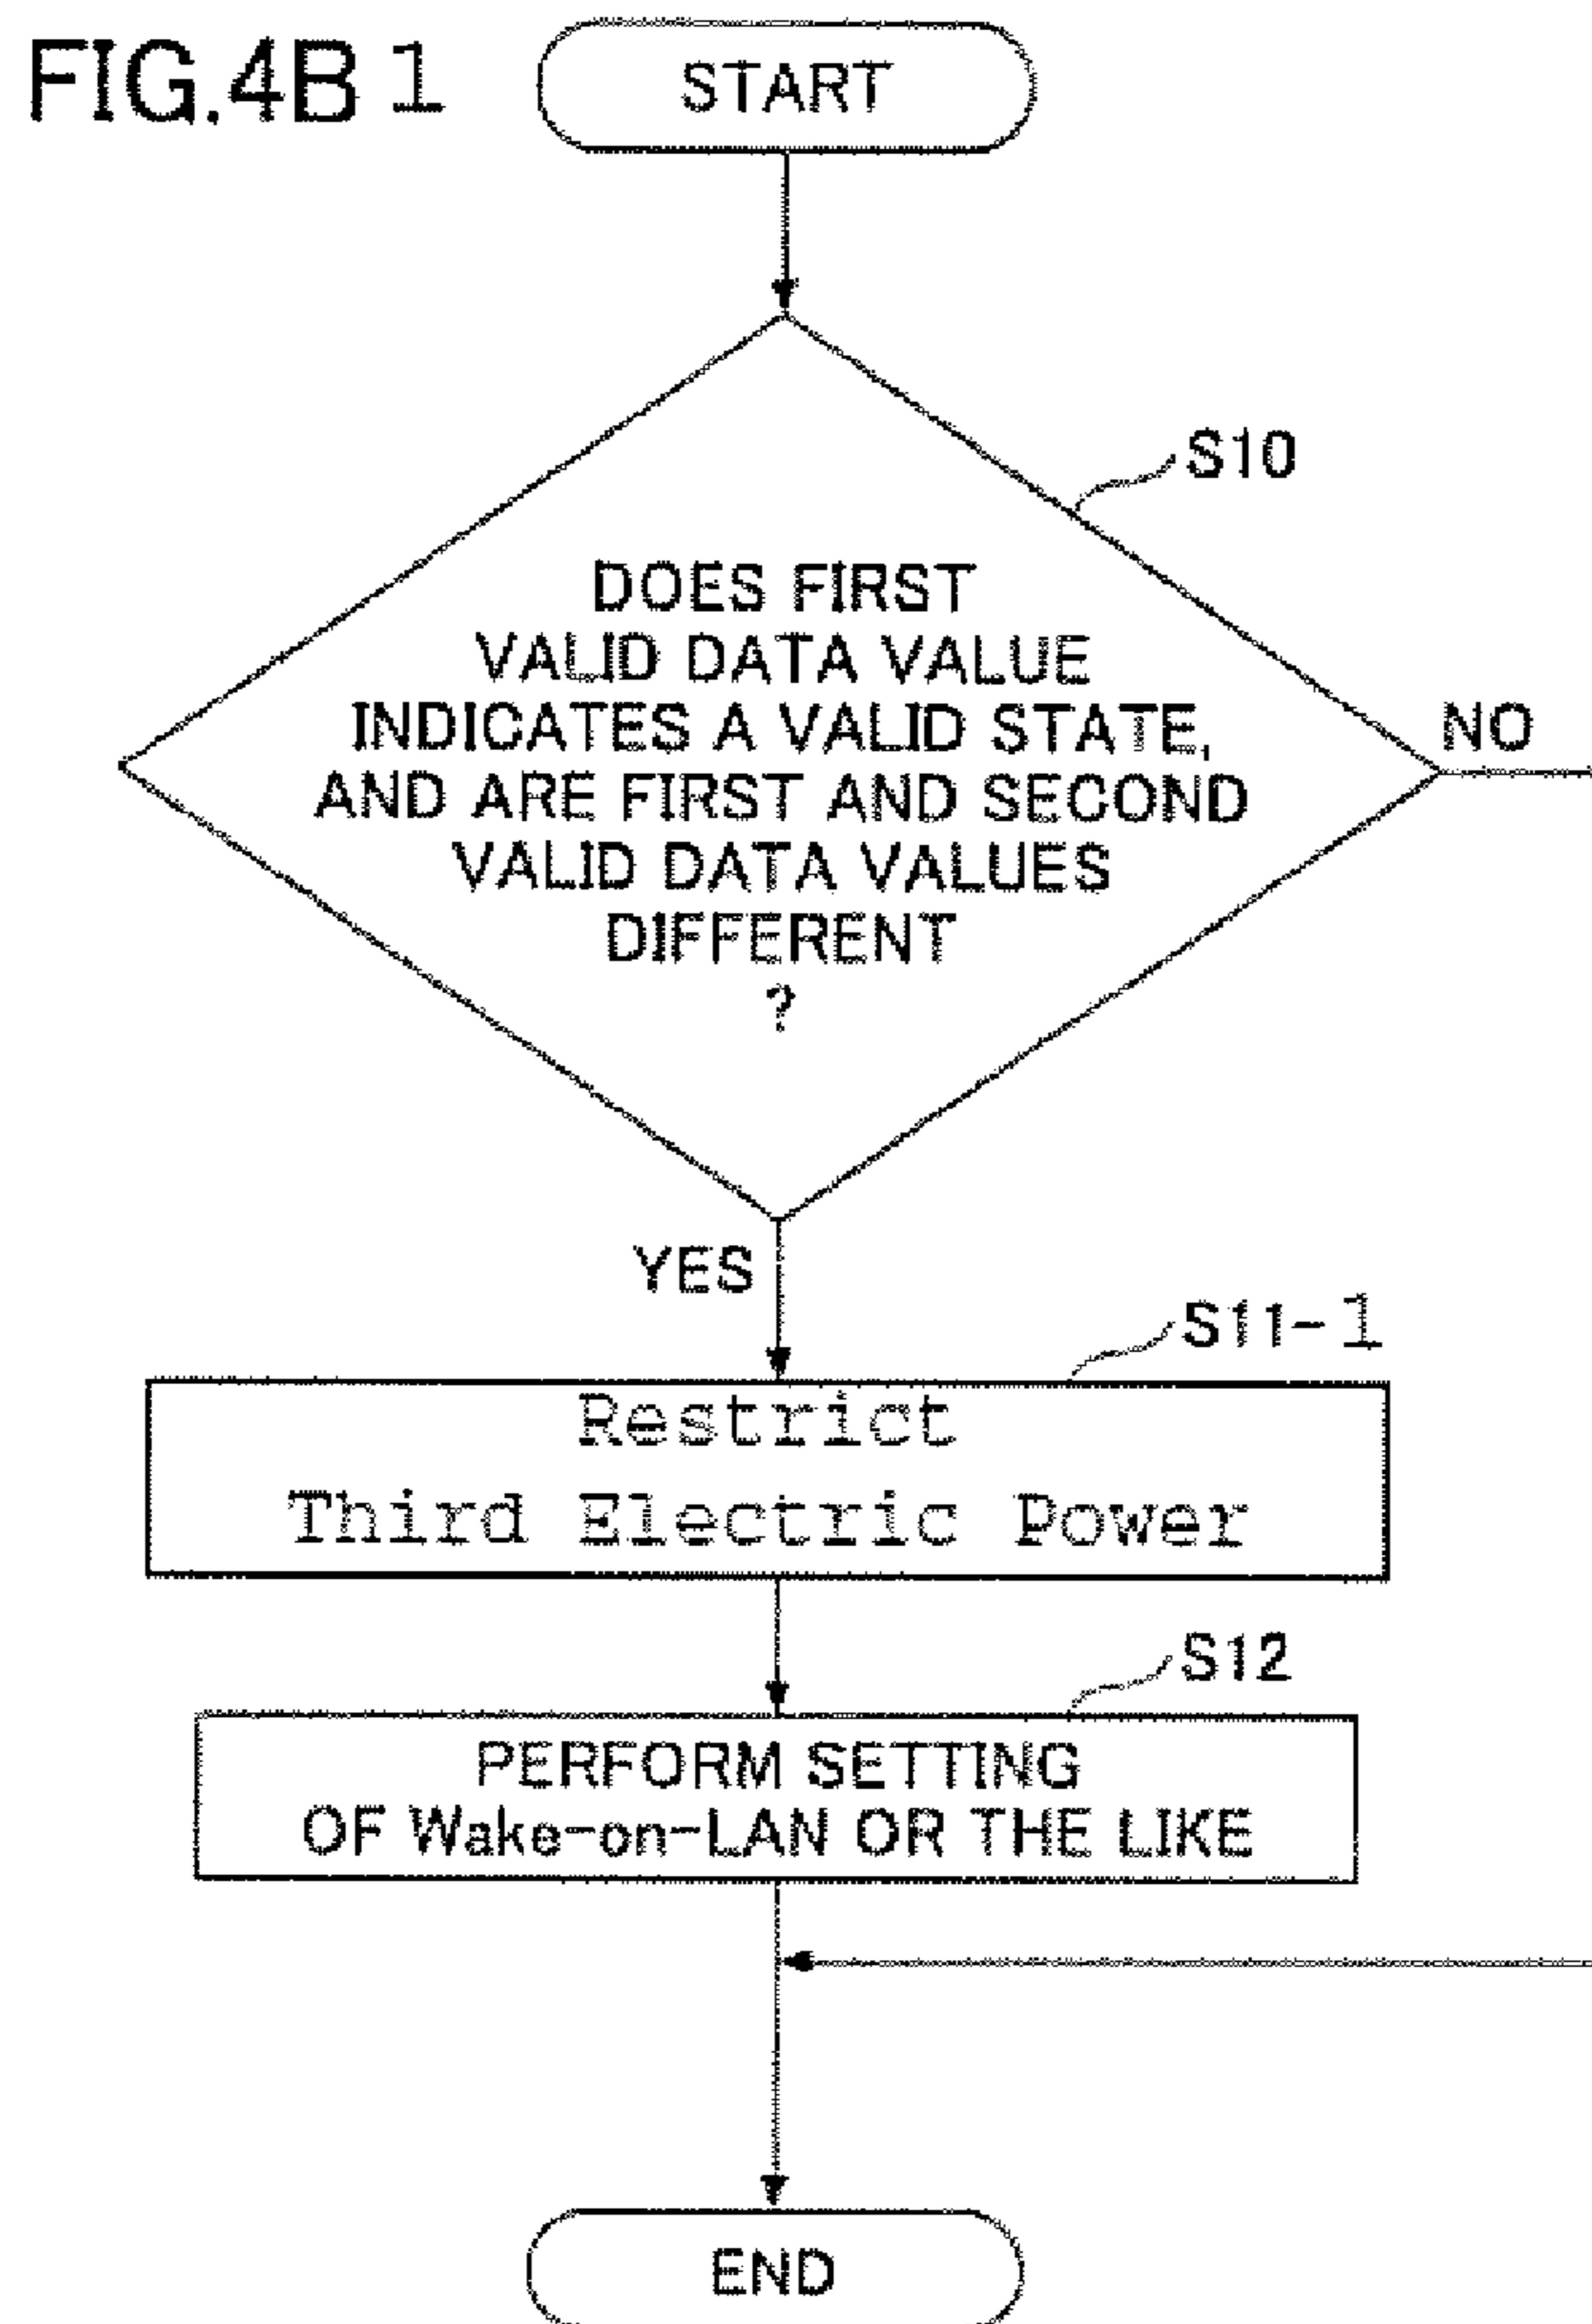 FIG.4B 1
START
S10
DOES FIRST
VALID DATA VALUE
INDICATES A VALID STATE,
AND ARE FIRST AND SECOND
VALID DATA VALUES
DIFFERENT
?
NO
YES
S11-1
Restrict
Third Electric Power
S12
PERFORM SETTING
OF Wake-on-LAN OR THE LIKE
END